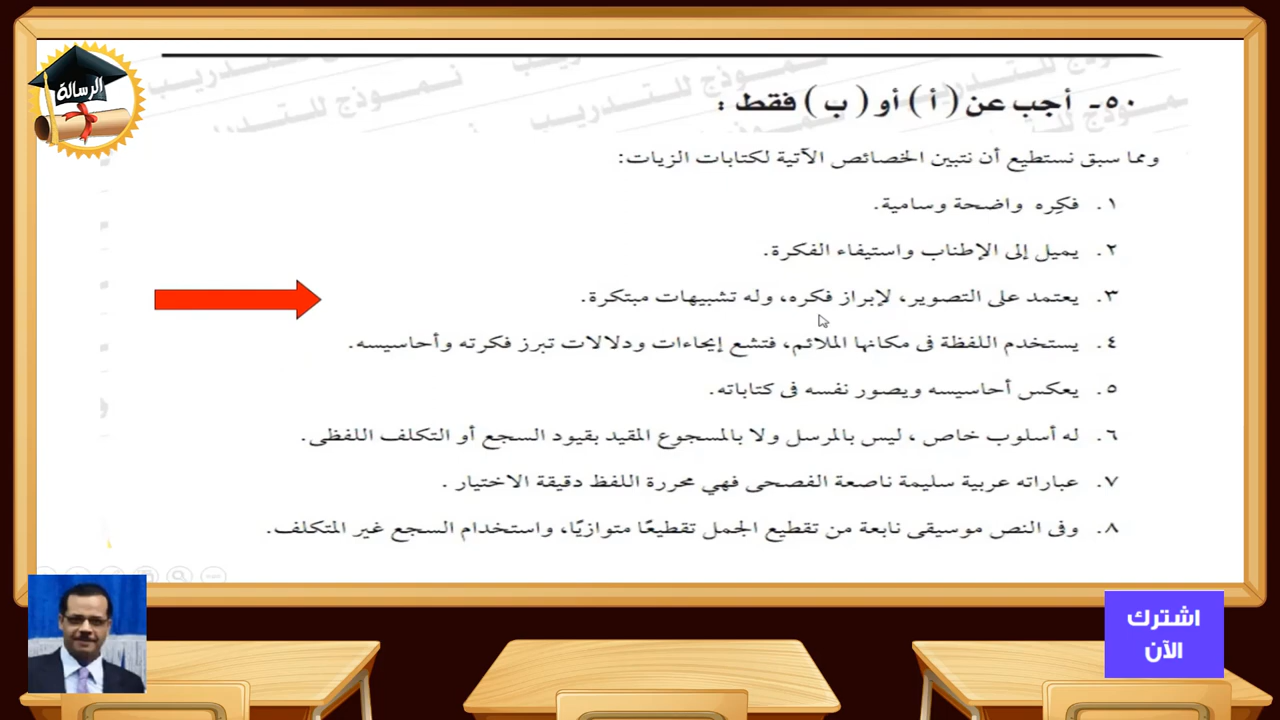 الرسالة
نموذج للتدريب
٥٠- أجب عن ( أ ) أو ( ب ) فقط :
ومما سبق نستطيع أن نتبين الخصائص الآتية لكتابات الزيات:
١. فكِره واضحة وسامية.
٢. يميل إلى الإطناب واستيفاء الفكرة.
٣. يعتمد على التصوير، لإبراز فكره، وله تشبيهات مبتكرة.
٤. يستخدم اللفظة فى مكانها الملائم، فتشع إيحاءات ودلالات تبرز فكرته وأحاسيسه.
٥. يعكس أحاسيسه ويصور نفسه فى كتاباته.
٦. له أسلوب خاص ، ليس بالمرسل ولا بالمسجوع المقيد بقيود السجع أو التكلف اللفظى.
٧. عباراته عربية سليمة ناصعة الفصحى فهي محررة اللفظ دقيقة الاختيار .
٨. وفى النص موسيقى نابعة من تقطيع الجمل تقطيعًا متوازيًا، واستخدام السجع غير المتكلف.
اشترك
الآن